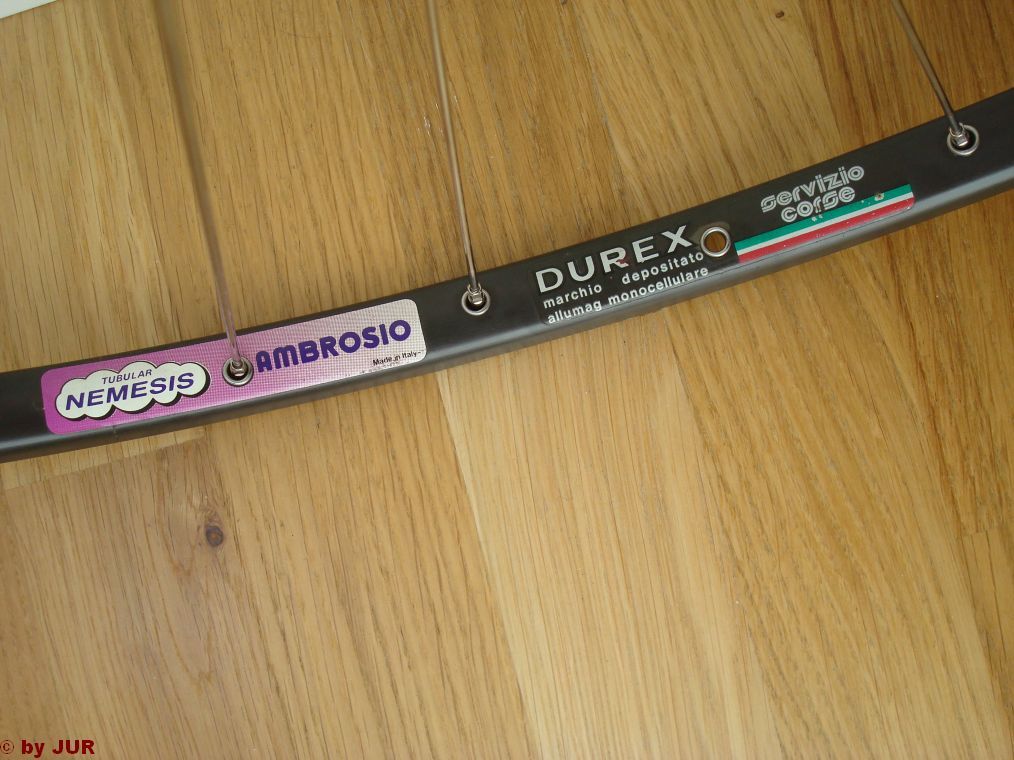 TUBULAR
NEMESIS
AMBROSIO
Made in Italy
DUREX
marchio depositato
allumag monocellulare
servizio
corse
© by JUR